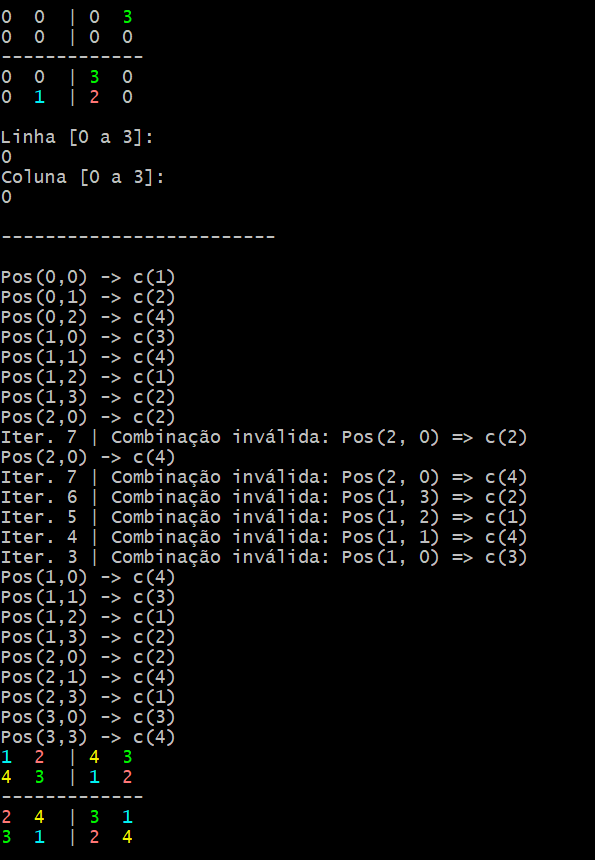 0  0  | 0  3
0  0  | 0  0
-------------
0  0  | 3  0
0  1  | 2  0
Linha [0 a 3]:
0
Coluna [0 a 3]:
0
-------------------------
Pos(0,0) -> c(1)
Pos(0,1) -> c(2)
Pos(0,2) -> c(4)
Pos(1,0) -> c(3)
Pos(1,1) -> c(4)
Pos(1,2) -> c(1)
Pos(1,3) -> c(2)
Pos(2,0) -> c(2)
Iter. 7 | Combinação inválida: Pos(2, 0) => c(2)
Pos(2,0) -> c(4)
Iter. 7 | Combinação inválida: Pos(2, 0) => c(4)
Iter. 6 | Combinação inválida: Pos(1, 3) => c(2)
Iter. 5 | Combinação inválida: Pos(1, 2) => c(1)
Iter. 4 | Combinação inválida: Pos(1, 1) => c(4)
Iter. 3 | Combinação inválida: Pos(1, 0) => c(3)
Pos(1,0) -> c(4)
Pos(1,1) -> c(3)
Pos(1,2) -> c(1)
Pos(1,3) -> c(2)
Pos(2,0) -> c(2)
Pos(2,1) -> c(4)
Pos(2,3) -> c(1)
Pos(3,0) -> c(3)
Pos(3,3) -> c(4)
1  2  | 4  3
4  3  | 1  2
-------------
2  4  | 3  1
3  1  | 2  4